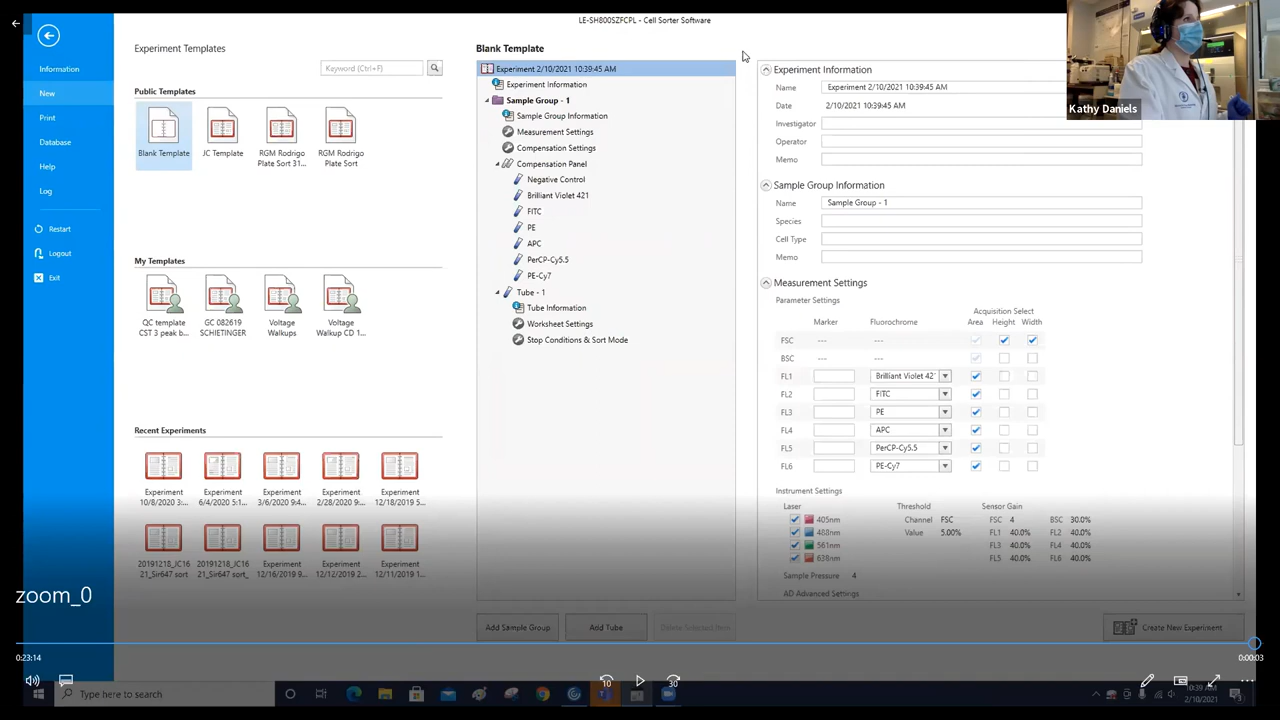 LE-SH800SZFCPL - Cell Sorter Software
Kathy Daniels
Information
New
Print
Database
Help
Log
Restart
Logout
Exit
Experiment Templates
Keyword (Ctrl+F)
Public Templates
Blank Template
JC Template
RGM Rodrigo
Plate Sort 31...
RGM Rodrigo
Plate Sort
My Templates
QC template
CST 3 peak b...
GC 082619
SCHIETINGER
Voltage
Walkups
Voltage
Walkup CD 1...
Recent Experiments
Experiment
10/8/2020 3:...
Experiment
6/4/2020 5:1...
Experiment
3/6/2020 9:4...
Experiment
2/28/2020 9:...
Experiment
12/18/2019 5...
20191218_JC16
21_Sir647 sort
20191218_JC16
21_Sir647 sort_
Experiment
12/16/2019 9...
Experiment
12/12/2019 2...
Experiment
12/11/2019 1...
Blank Template
Experiment 2/10/2021 10:39:45 AM
Experiment Information
Sample Group - 1
Sample Group Information
Measurement Settings
Compensation Settings
Compensation Panel
Negative Control
Brilliant Violet 421
FITC
PE
APC
PerCP-Cy5.5
PE-Cy7
Tube - 1
Tube Information
Worksheet Settings
Stop Conditions & Sort Mode
Add Sample Group
Add Tube
Delete Selected Item
Experiment Information
Name Experiment 2/10/2021 10:39:45 AM
Date 2/10/2021 10:39:45 AM
Investigator
Operator
Memo
Sample Group Information
Name Sample Group - 1
Species
Cell Type
Memo
Measurement Settings
Parameter Settings
Acquisition Select
Marker Fluorochrome Area Height Width
FSC --- ---
BSC --- ---
FL1 Brilliant Violet 42
FL2 FITC
FL3 PE
FL4 APC
FL5 PerCP-Cy5.5
FL6 PE-Cy7
Instrument Settings
Laser Threshold Sensor Gain
405nm Channel FSC FSC 4 BSC 30.0%
488nm Value 5.00% FL1 40.0% FL2 40.0%
561nm FL3 40.0% FL4 40.0%
638nm FL5 40.0% FL6 40.0%
Sample Pressure 4
AD Advanced Settings
Create New Experiment
zoom_0
0:23:14
0:00:03
10
30
Type here to search
10:39 AM
2/10/2021